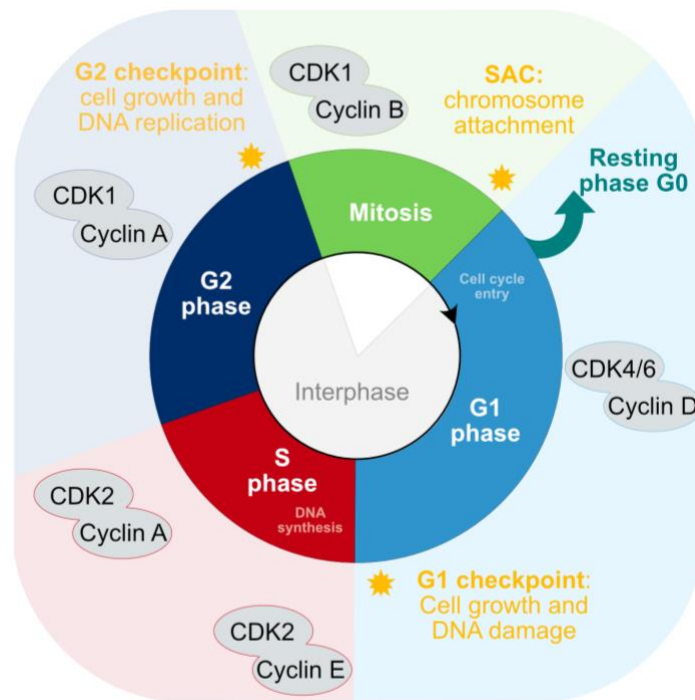 G2 checkpoint:
cell growth and
DNA replication
CDK1
Cyclin B
SAC:
chromosome
attachment
Resting
phase G0
CDK1
Cyclin A
Mitosis
G2
phase
Cell cycle
entry
Interphase
CDK4/6
Cyclin D
G1
phase
S
phase
DNA
synthesis
CDK2
Cyclin A
G1 checkpoint:
Cell growth and
DNA damage
CDK2
Cyclin E